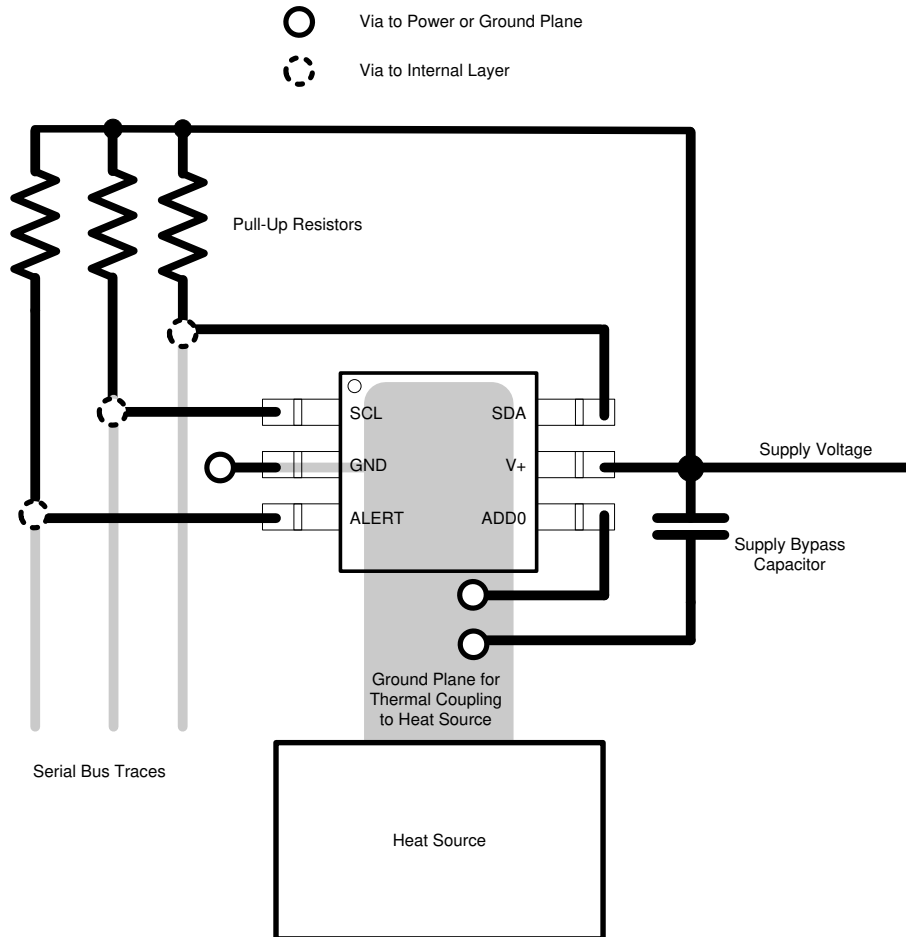 Via to Power or Ground Plane
Via to Internal Layer
Pull-Up Resistors
SCL
SDA
GND
V+
Supply Voltage
ALERT
ADD0
Supply Bypass
Capacitor
Ground Plane for
Thermal Coupling
to Heat Source
Serial Bus Traces
Heat Source